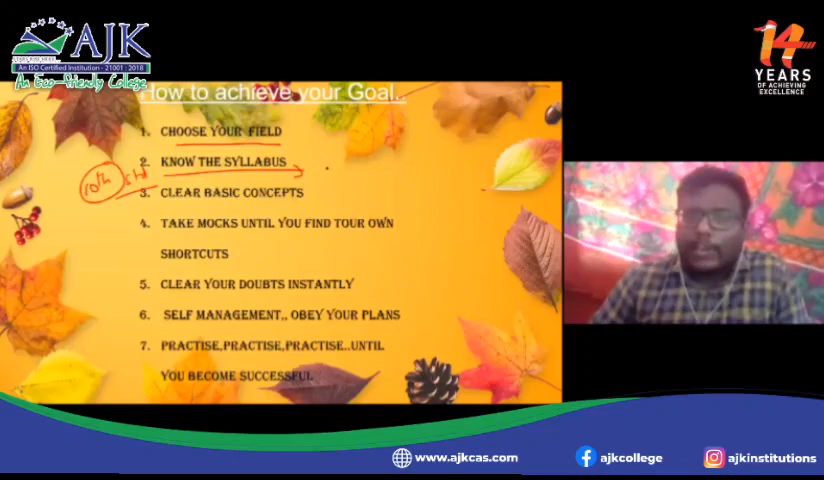 AJK
An ISO Certified Institution - 21001 : 2018
An Eco-friendly College
14
YEARS
OF ACHIEVING
EXCELLENCE
How to achieve your Goal..
1. CHOOSE YOUR FIELD
2. KNOW THE SYLLABUS
10th std
3. CLEAR BASIC CONCEPTS
4. TAKE MOCKS UNTIL YOU FIND TOUR OWN
SHORTCUTS
5. CLEAR YOUR DOUBTS INSTANTLY
6. SELF MANAGEMENT.. OBEY YOUR PLANS
7. PRACTISE,PRACTISE,PRACTISE..UNTIL
YOU BECOME SUCCESSFUL
www.ajkcas.com
ajkcollege
ajkinstitutions